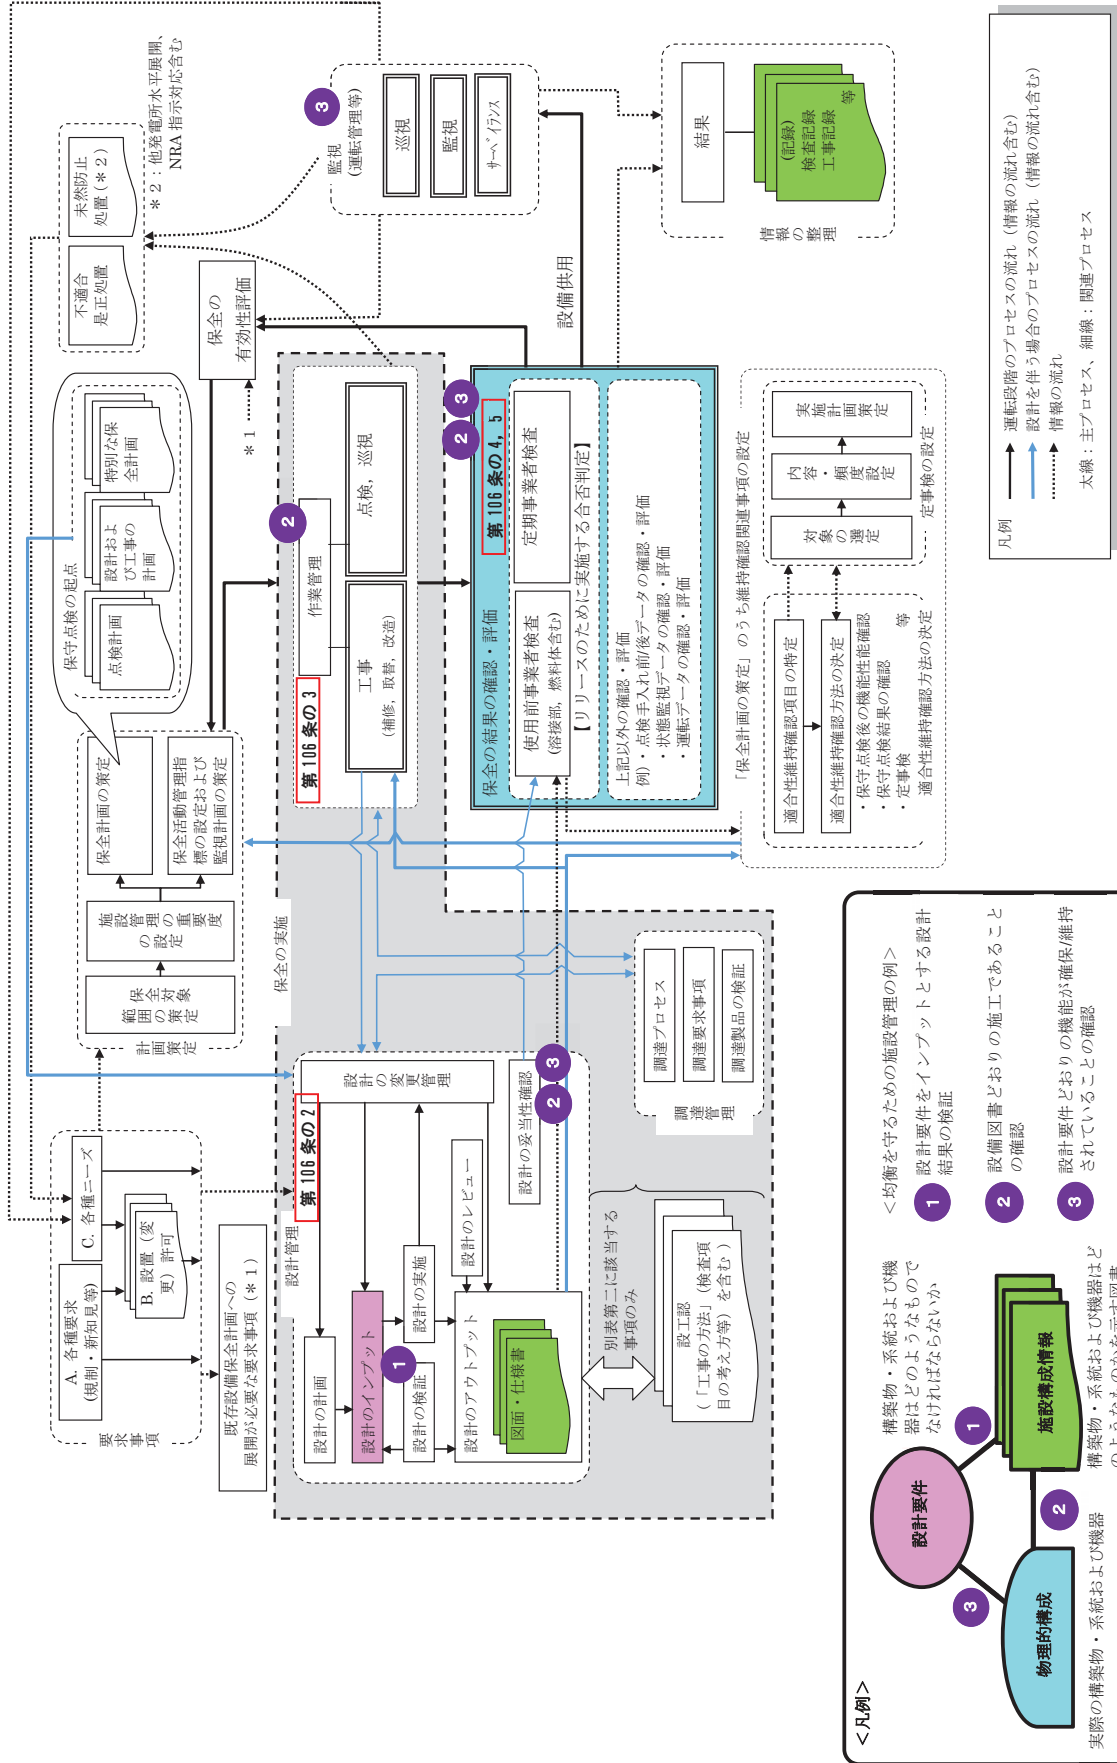 要求事項
A. 各種要求
(規制・新知見等)
C. 各種ニーズ
B. 設置（変
更）許可
既存設備保全計画への
展開が必要な要求事項（＊１）
計画策定
保全対象
範囲の策定
施設管理の重要度
の設定
保全計画の策定
保全活動管理指
標の設定および
監視計画の策定
保守点検の起点
点検計画
設計およ
び工事の
計画
特別な保
全計画
不適合
是正処置
未然防止
処置(＊２)
＊２：他発電所水平展開、
NRA 指示対応含む
保全の
有効性評価
＊１
監視
(運転管理等)
3
巡視
監視
ｻｰﾍﾞｲﾗﾝｽ
保全の実施
設計管理
第 106 条の 2
設計の計画
設計のインプット
設計の検証
1
設計の実施
設計のアウトプット
図面・仕様書
設計のレビュー
設計の変更管理
設計の妥当性確認
2
3
第 106 条の 3
作業管理
2
工事
(補修, 取替, 改造)
点検, 巡視
保全の結果の確認・評価
第 106 条の 4, 5
2
3
使用前事業者検査
(溶接部, 燃料体含む)
定期事業者検査
【リリースのために実施する合否判定】
上記以外の確認・評価
例)・点検手入れ前/後データの確認・評価
・状態監視データの確認・評価
・運転データの確認・評価
設備供用
情報の整理
結果
(記録)
検査記録
工事記録
等
調達管理
調達プロセス
調達要求事項
調達製品の検証
別表第二に該当する
事項のみ
設工認
(「工事の方法」(検査項
目の考え方等) を含む)
「保全計画の策定」のうち維持確認関連事項の設定
適合性維持確認項目の特定
適合性維持確認方法の決定
・保守点検後の機能性能確認
・保守点検結果の確認
・定事検
等
適合性維持確認方法の決定
対象の選定
内容・頻度設定
実施計画策定
定事検の設定
凡例
運転段階のプロセスの流れ（情報の流れ含む）
設計を伴う場合のプロセスの流れ（情報の流れ含む）
情報の流れ
太線：主プロセス、細線：関連プロセス
＜凡例＞
設計要件
構築物・系統および機
器はどのようなもので
なければならないか
1
3
2
物理的構成
実際の構築物・系統および機器
施設構成情報
構築物・系統および機器はど
＜均衡を守るための施設管理の例＞
1
設計要件をインプットとする設計
結果の検証
2
設備図書どおりの施工であること
の確認
3
設計要件どおりの機能が確保/維持
されていることの確認